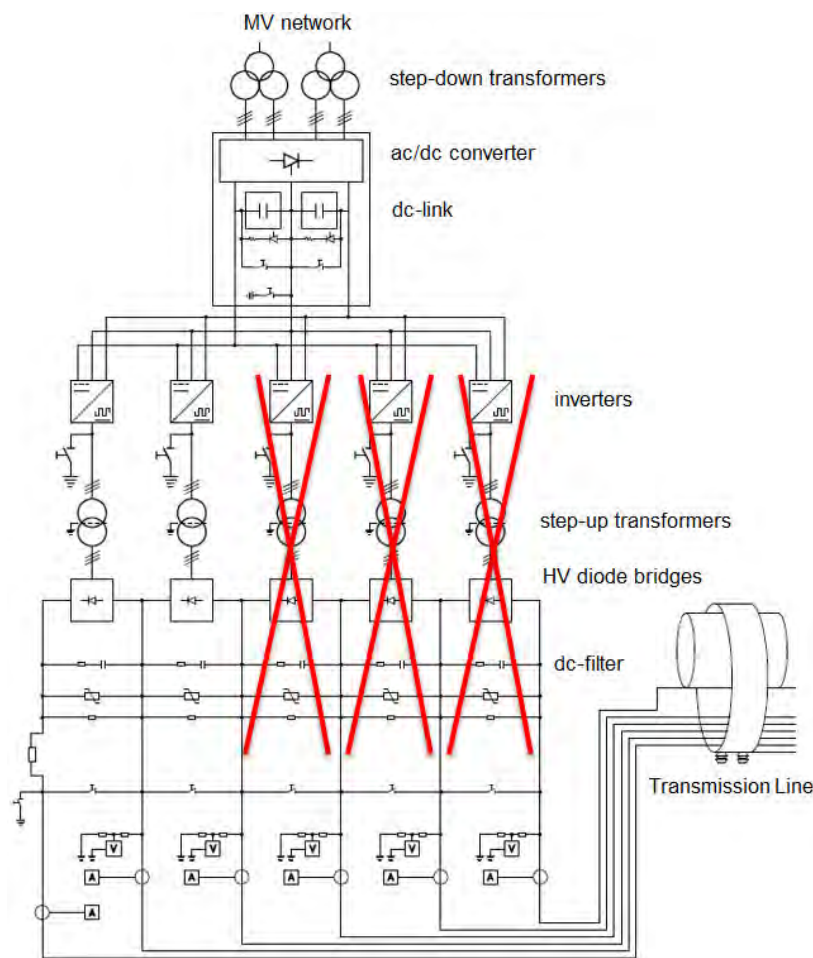 MV network
step-down transformers
ac/dc converter
dc-link
inverters
step-up transformers
HV diode bridges
dc-filter
Transmission Line
V
V
V
V
V
A
A
A
A
A
A